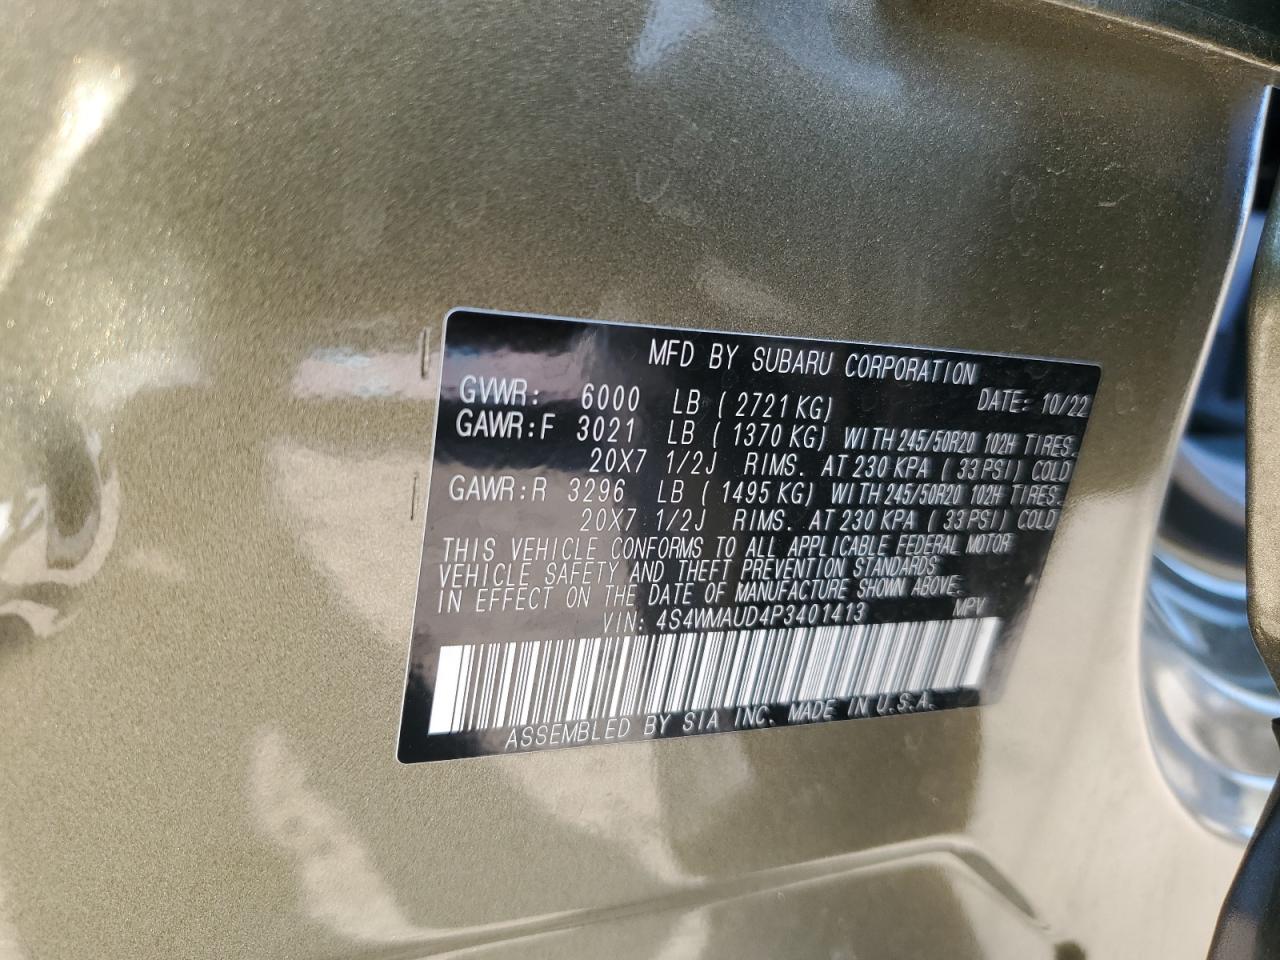 MFD BY SUBARU CORPORATION
GVWR: 6000 LB ( 2721 KG) DATE: 10/22
GAWR:F 3021 LB ( 1370 KG) WITH 245/50R20 102H TIRES.
20X7 1/2J RIMS. AT 230 KPA ( 33 PSI) COLD
GAWR:R 3296 LB ( 1495 KG) WITH 245/50R20 102H TIRES.
20X7 1/2J RIMS. AT 230 KPA ( 33 PSI) COLD
THIS VEHICLE CONFORMS TO ALL APPLICABLE FEDERAL MOTOR
VEHICLE SAFETY AND THEFT PREVENTION STANDARDS
IN EFFECT ON THE DATE OF MANUFACTURE SHOWN ABOVE.
VIN: 4S4WMAUD4P3401413 MPV
ASSEMBLED BY SIA INC. MADE IN U.S.A.